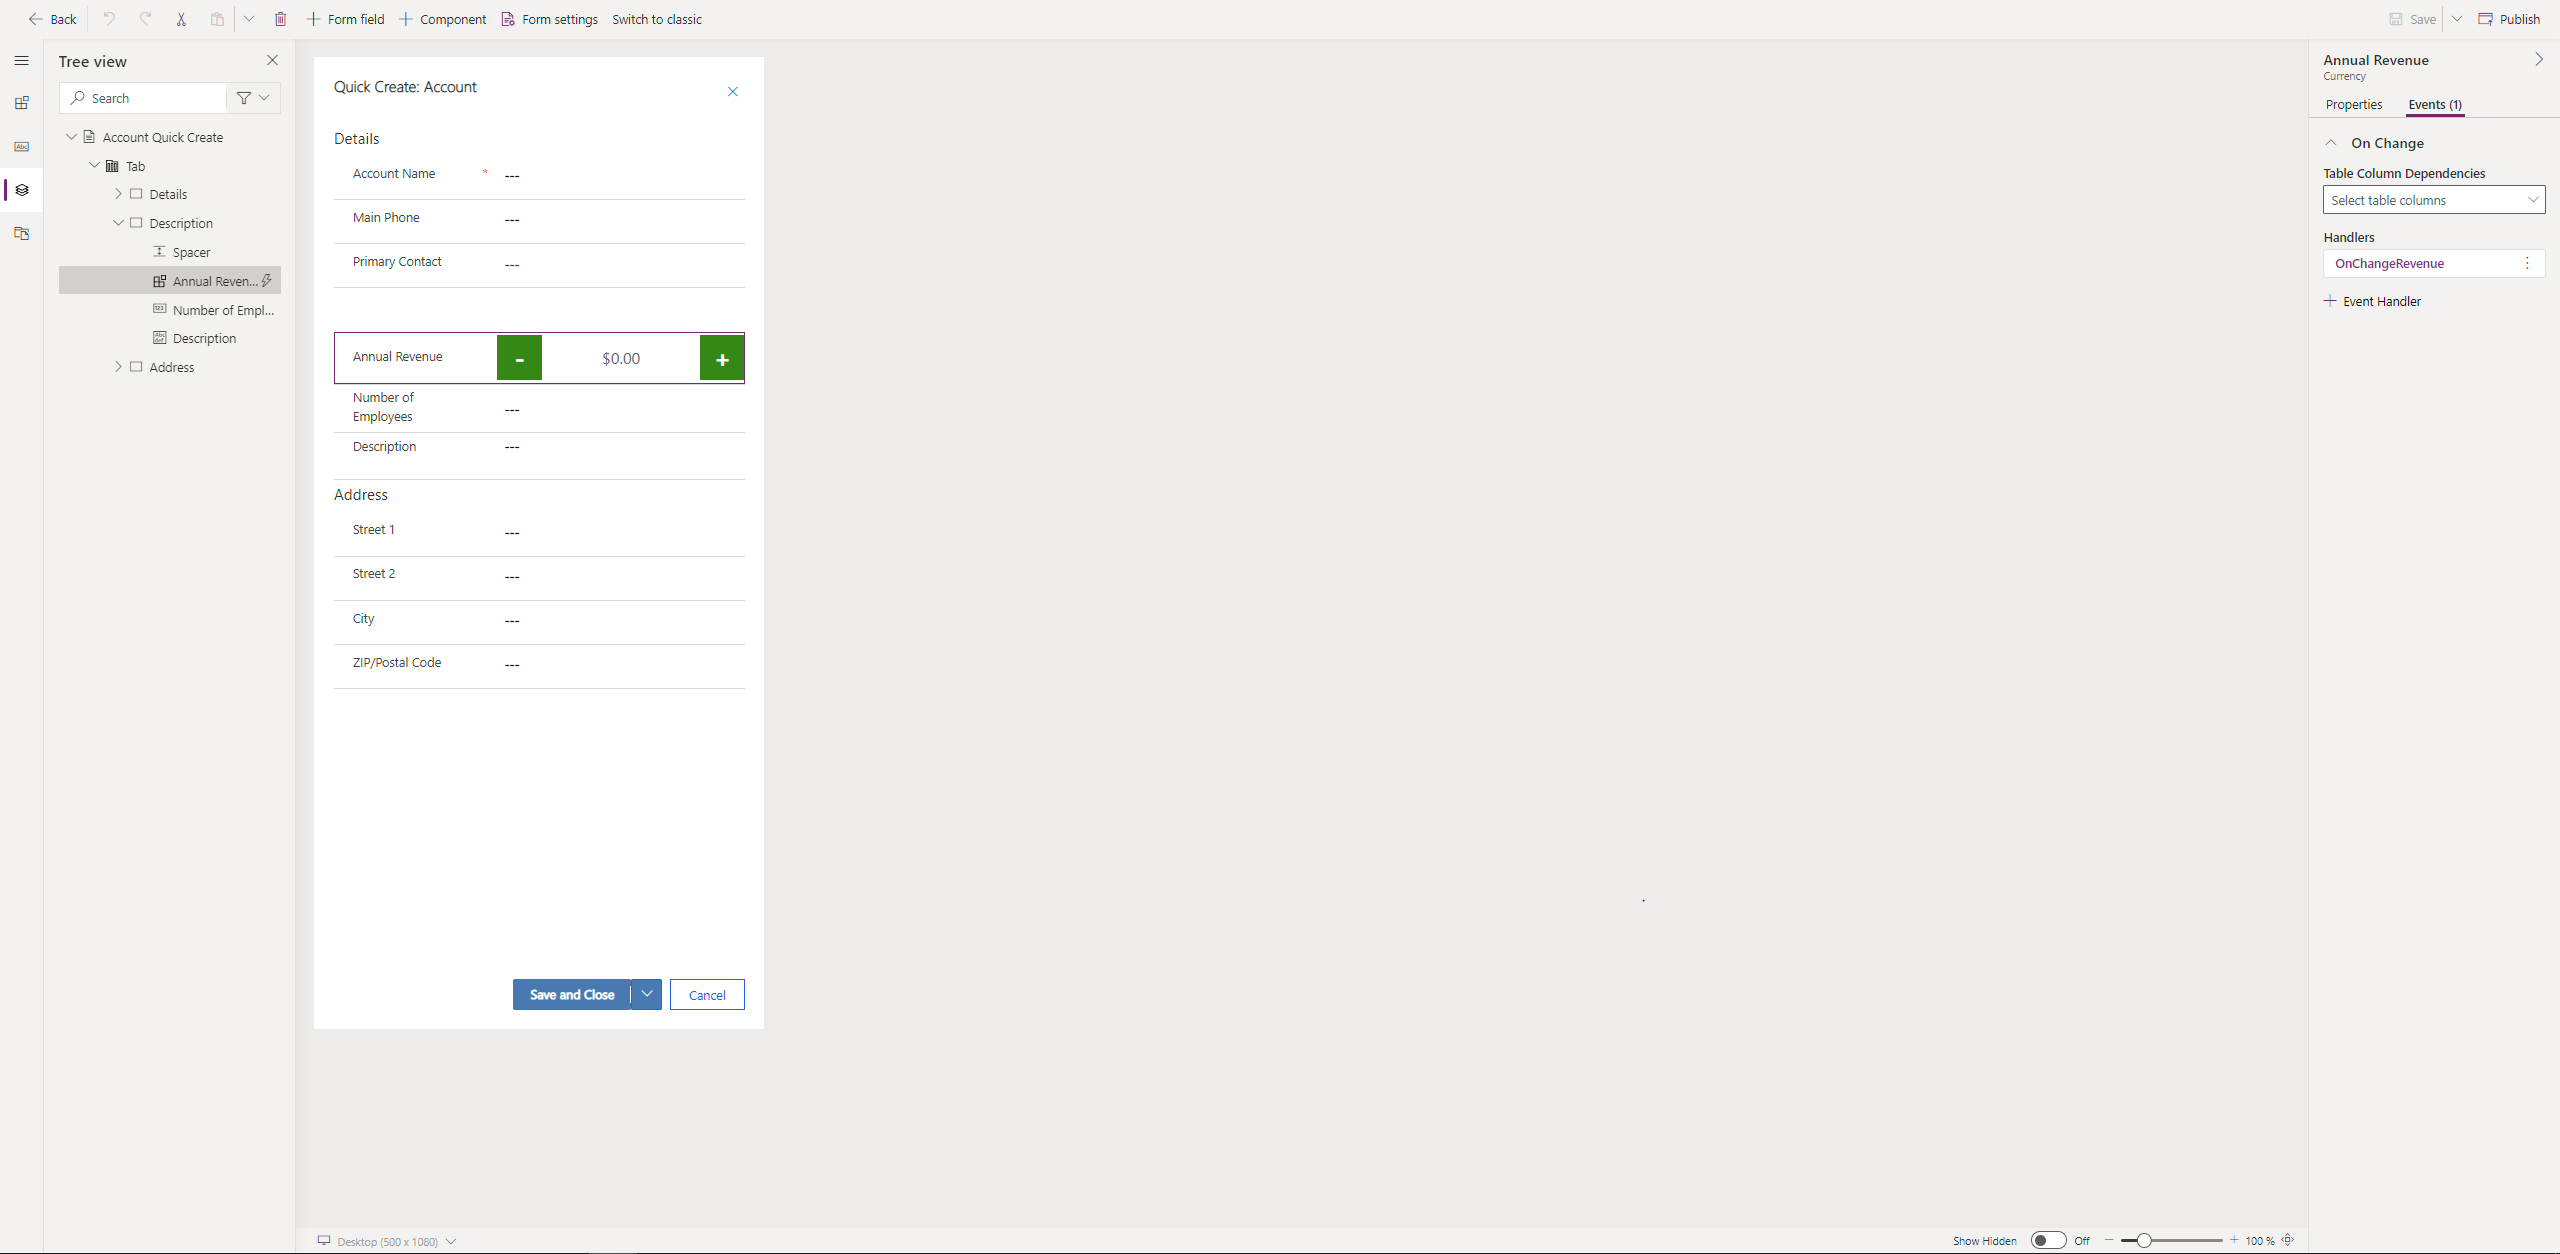 Back
Form field
Component
Form settings
Switch to classic
Save
Publish
Tree view
Search
Account Quick Create
Tab
Details
Description
Spacer
Annual Reven...
Number of Empl...
Description
Address
Quick Create: Account
Details
Account Name * ---
Main Phone ---
Primary Contact ---
Annual Revenue - $0.00 +
Number of
Employees ---
Description ---
Address
Street 1 ---
Street 2 ---
City ---
ZIP/Postal Code ---
Save and Close
Cancel
Annual Revenue
Currency
Properties
Events (1)
On Change
Table Column Dependencies
Select table columns
Handlers
OnChangeRevenue
Event Handler
Desktop (500 x 1080)
Show Hidden
Off
100 %